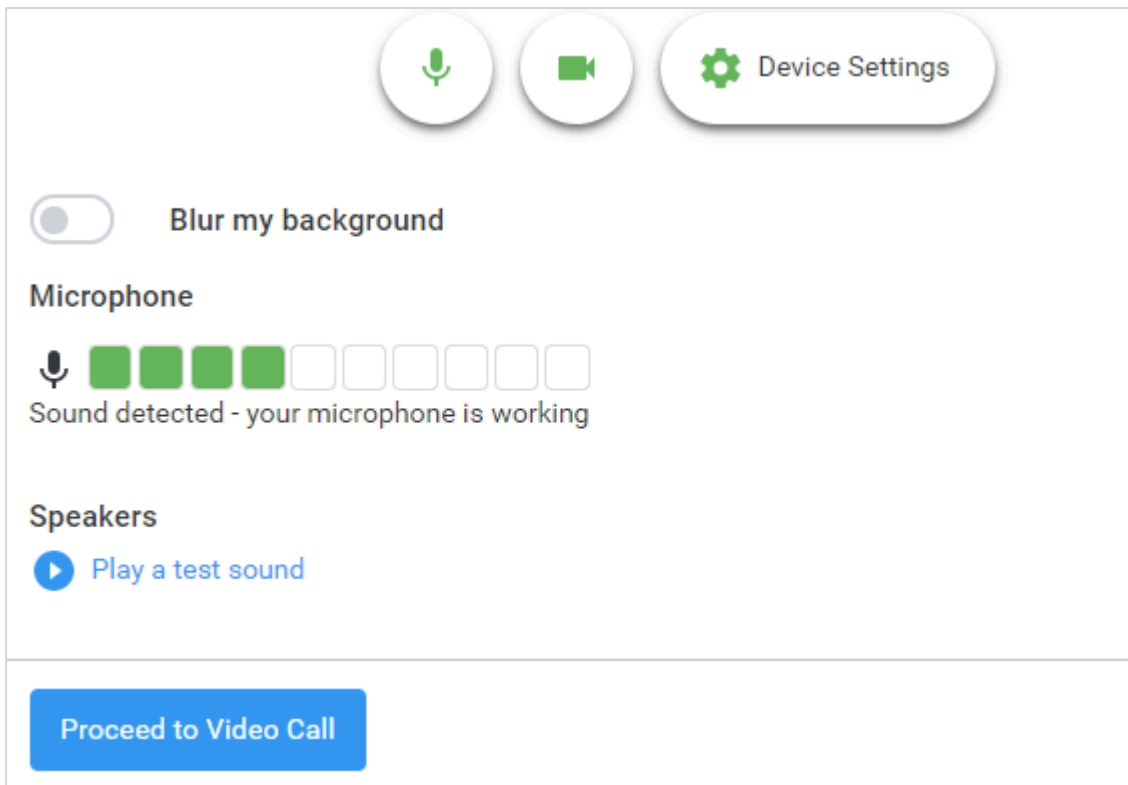 Device Settings
Blur my background
Microphone
Sound detected - your microphone is working
Speakers
Play a test sound
Proceed to Video Call